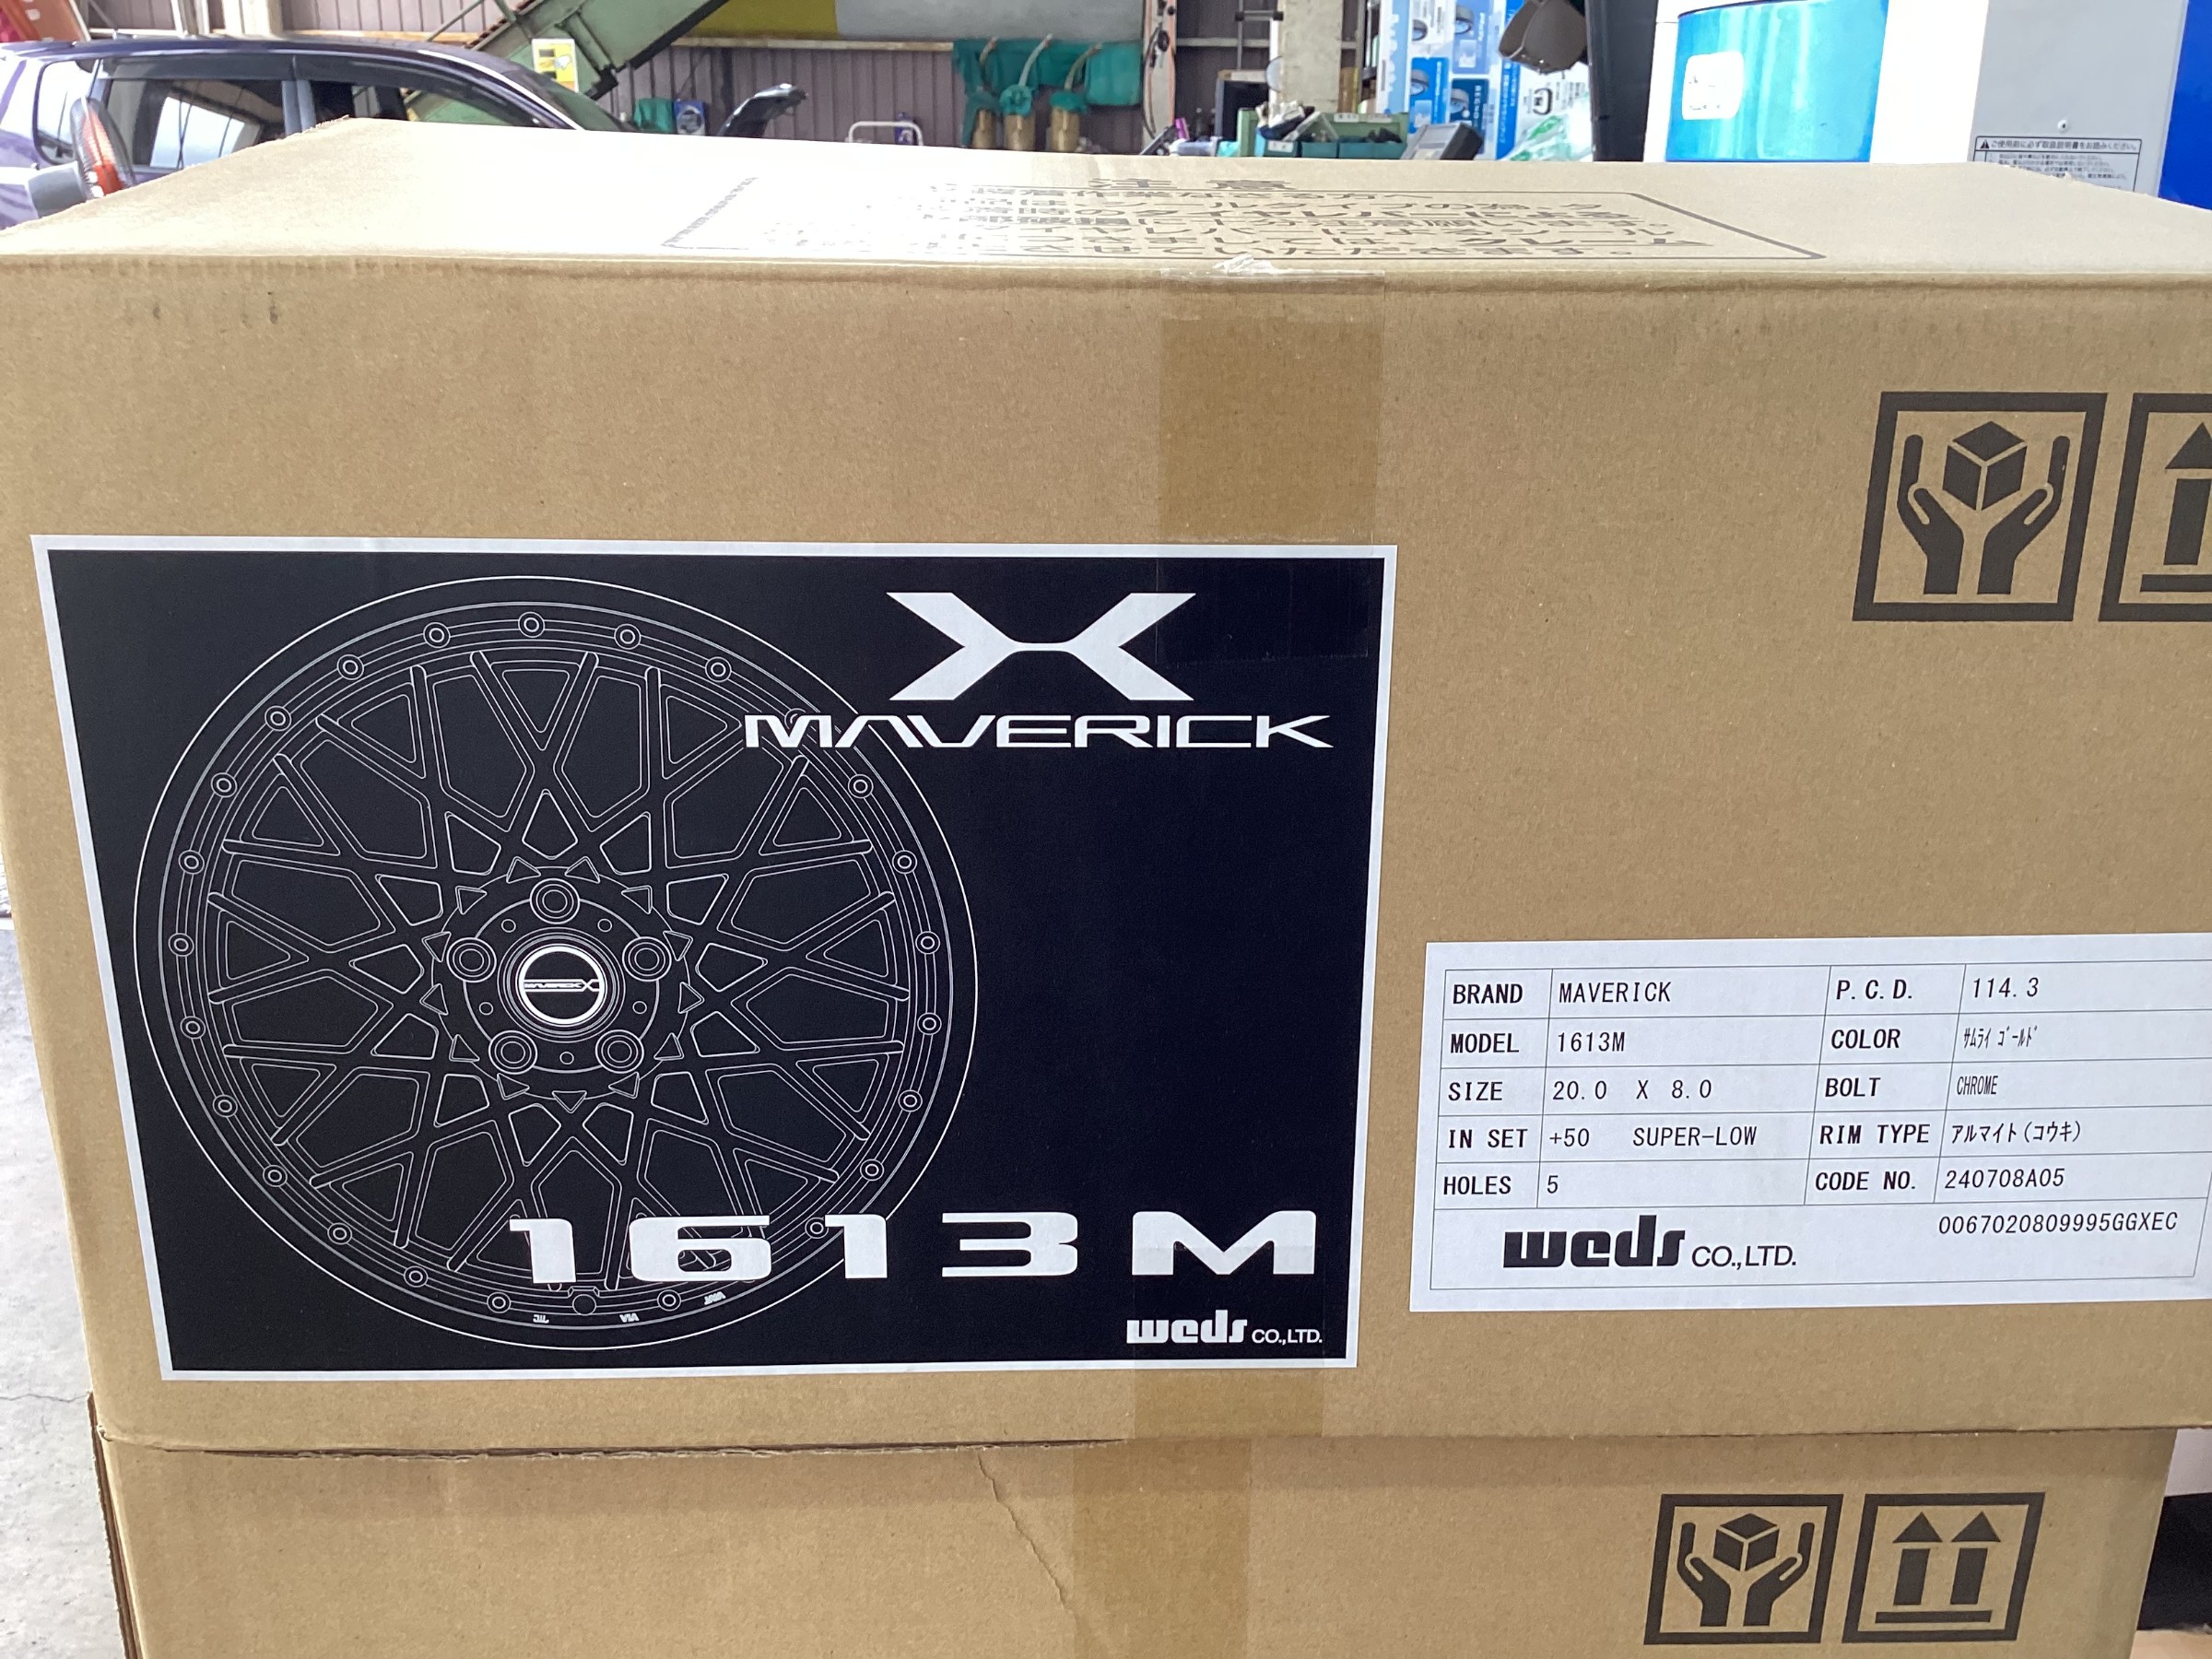 注意
MAVERICK
1613M
weds CO.,LTD.
BRAND MAVERICK P.C.D. 114.3
MODEL 1613M COLOR ｻﾑﾗｲ ｺﾞｰﾙﾄﾞ
SIZE 20.0 X 8.0 BOLT CHROME
IN SET +50 SUPER-LOW RIM TYPE アルマイト(コウキ)
HOLES 5 CODE NO. 240708A05
weds CO.,LTD. 0067020809995GGXEC